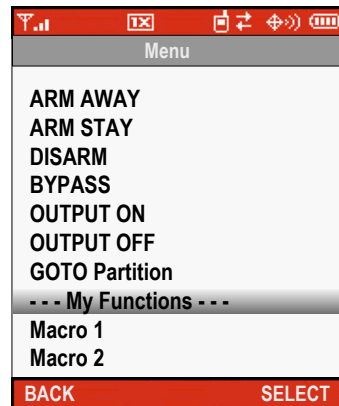 1X
Menu
ARM AWAY
ARM STAY
DISARM
BYPASS
OUTPUT ON
OUTPUT OFF
GOTO Partition
- - - My Functions - - -
Macro 1
Macro 2
BACK SELECT